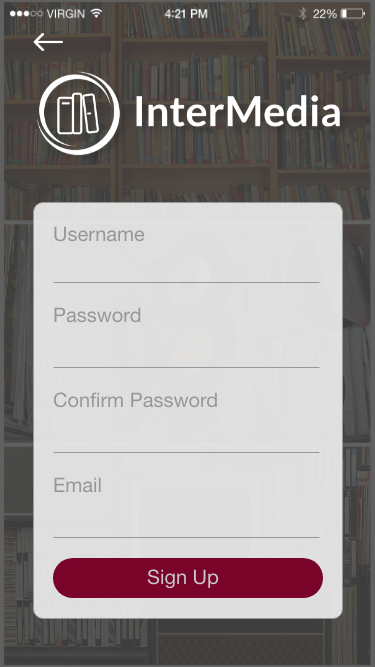 VIRGIN 4:21 PM 22%
InterMedia
Username
Password
Confirm Password
Email
Sign Up